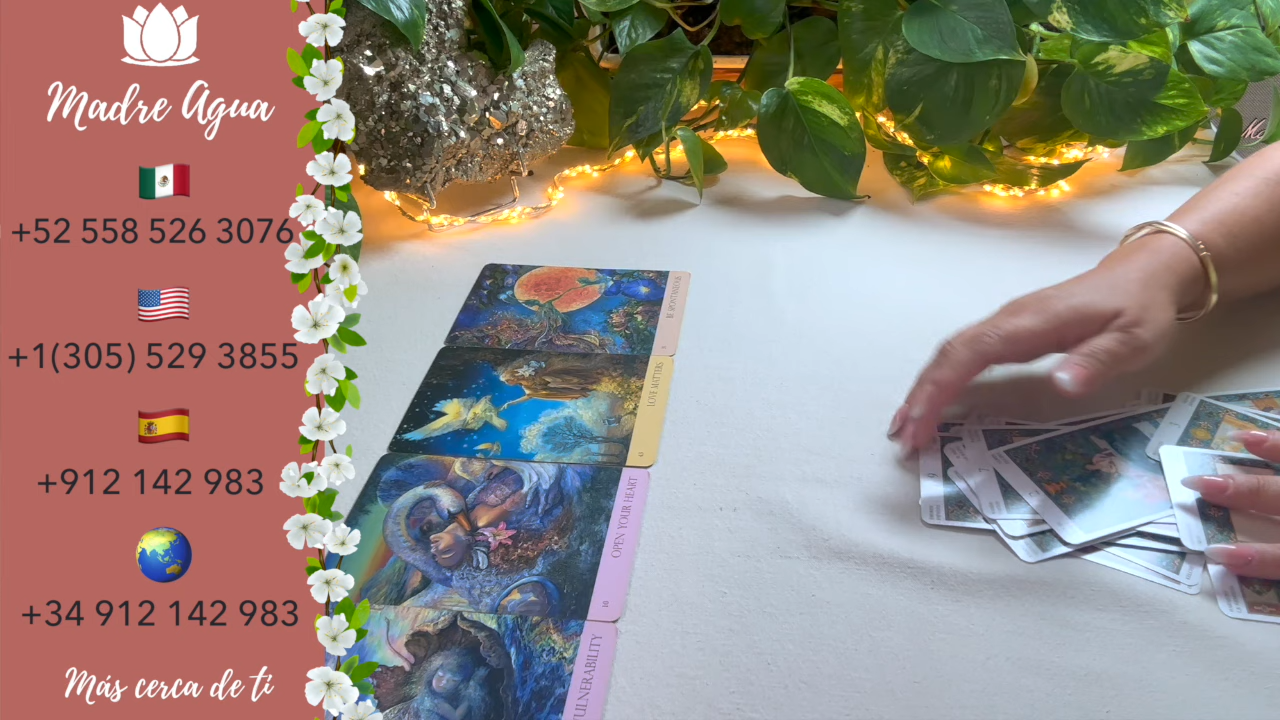 Madre Agua
+52 558 526 3076
+1(305) 529 3855
+912 142 983
+34 912 142 983
Más cerca de ti
LOVE MATTERS
OPEN YOUR HEART
10